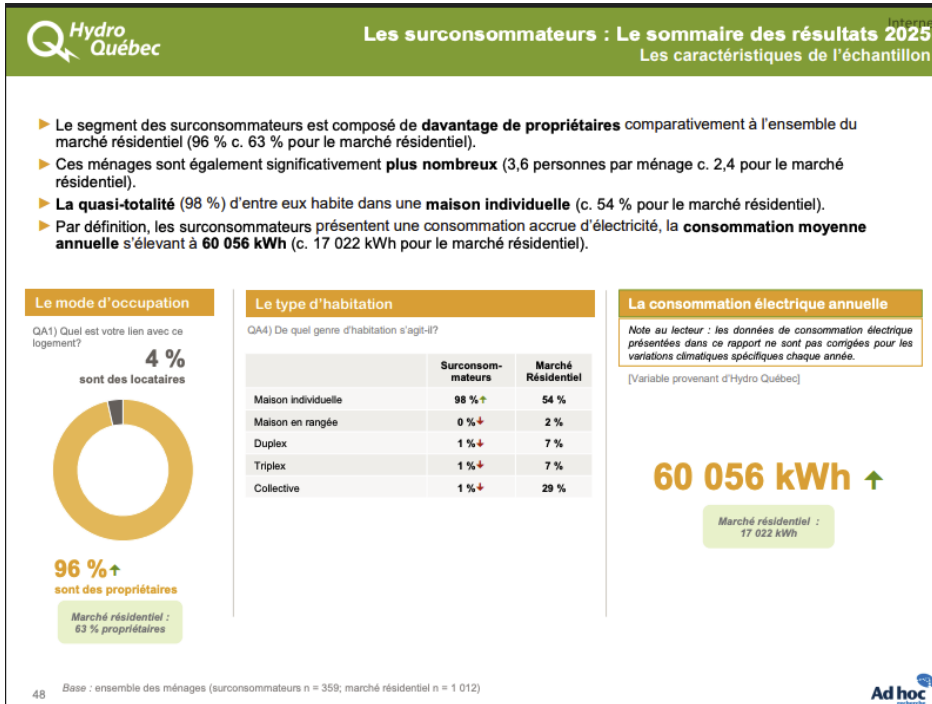 Hydro
Québec
Interne
Les surconsommateurs : Le sommaire des résultats 2025
Les caractéristiques de l'échantillon
► Le segment des surconsommateurs est composé de davantage de propriétaires comparativement à l'ensemble du
marché résidentiel (96 % c. 63 % pour le marché résidentiel).
► Ces ménages sont également significativement plus nombreux (3,6 personnes par ménage c. 2,4 pour le marché
résidentiel).
► La quasi-totalité (98 %) d'entre eux habite dans une maison individuelle (c. 54 % pour le marché résidentiel).
► Par définition, les surconsommateurs présentent une consommation accrue d'électricité, la consommation moyenne
annuelle s'élevant à 60 056 kWh (c. 17 022 kWh pour le marché résidentiel).
Le mode d'occupation
QA1) Quel est votre lien avec ce
logement?
4 %
sont des locataires
96 %↑
sont des propriétaires
Marché résidentiel :
63 % propriétaires
Le type d'habitation
QA4) De quel genre d'habitation s'agit-il?
Surconsom-
mateurs
Marché
Résidentiel
Maison individuelle 98 %↑ 54 %
Maison en rangée 0 %↓ 2 %
Duplex 1 %↓ 7 %
Triplex 1 %↓ 7 %
Collective 1 %↓ 29 %
La consommation électrique annuelle
Note au lecteur : les données de consommation électrique
présentées dans ce rapport ne sont pas corrigées pour les
variations climatiques spécifiques chaque année.
[Variable provenant d'Hydro Québec]
60 056 kWh ↑
Marché résidentiel :
17 022 kWh
48
Base : ensemble des ménages (surconsommateurs n = 359; marché résidentiel n = 1 012)
Ad hoc
recherche